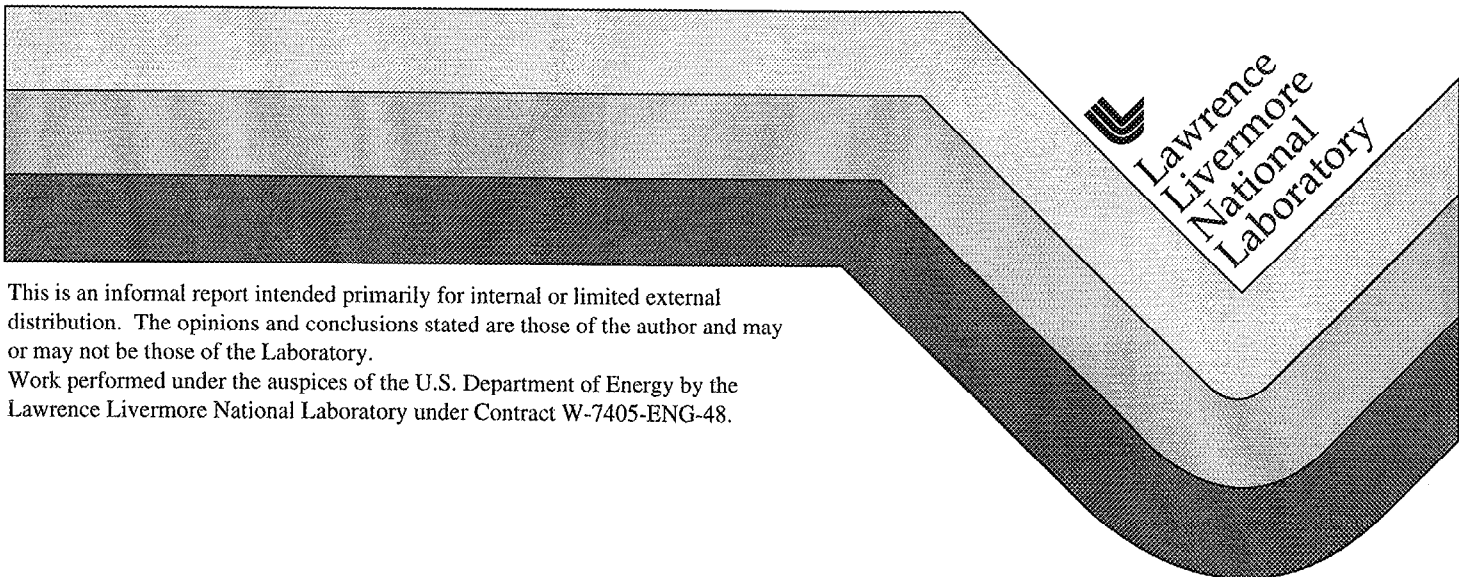 Lawrence
Livermore
National
Laboratory
This is an informal report intended primarily for internal or limited external
distribution. The opinions and conclusions stated are those of the author and may
or may not be those of the Laboratory.
Work performed under the auspices of the U.S. Department of Energy by the
Lawrence Livermore National Laboratory under Contract W-7405-ENG-48.